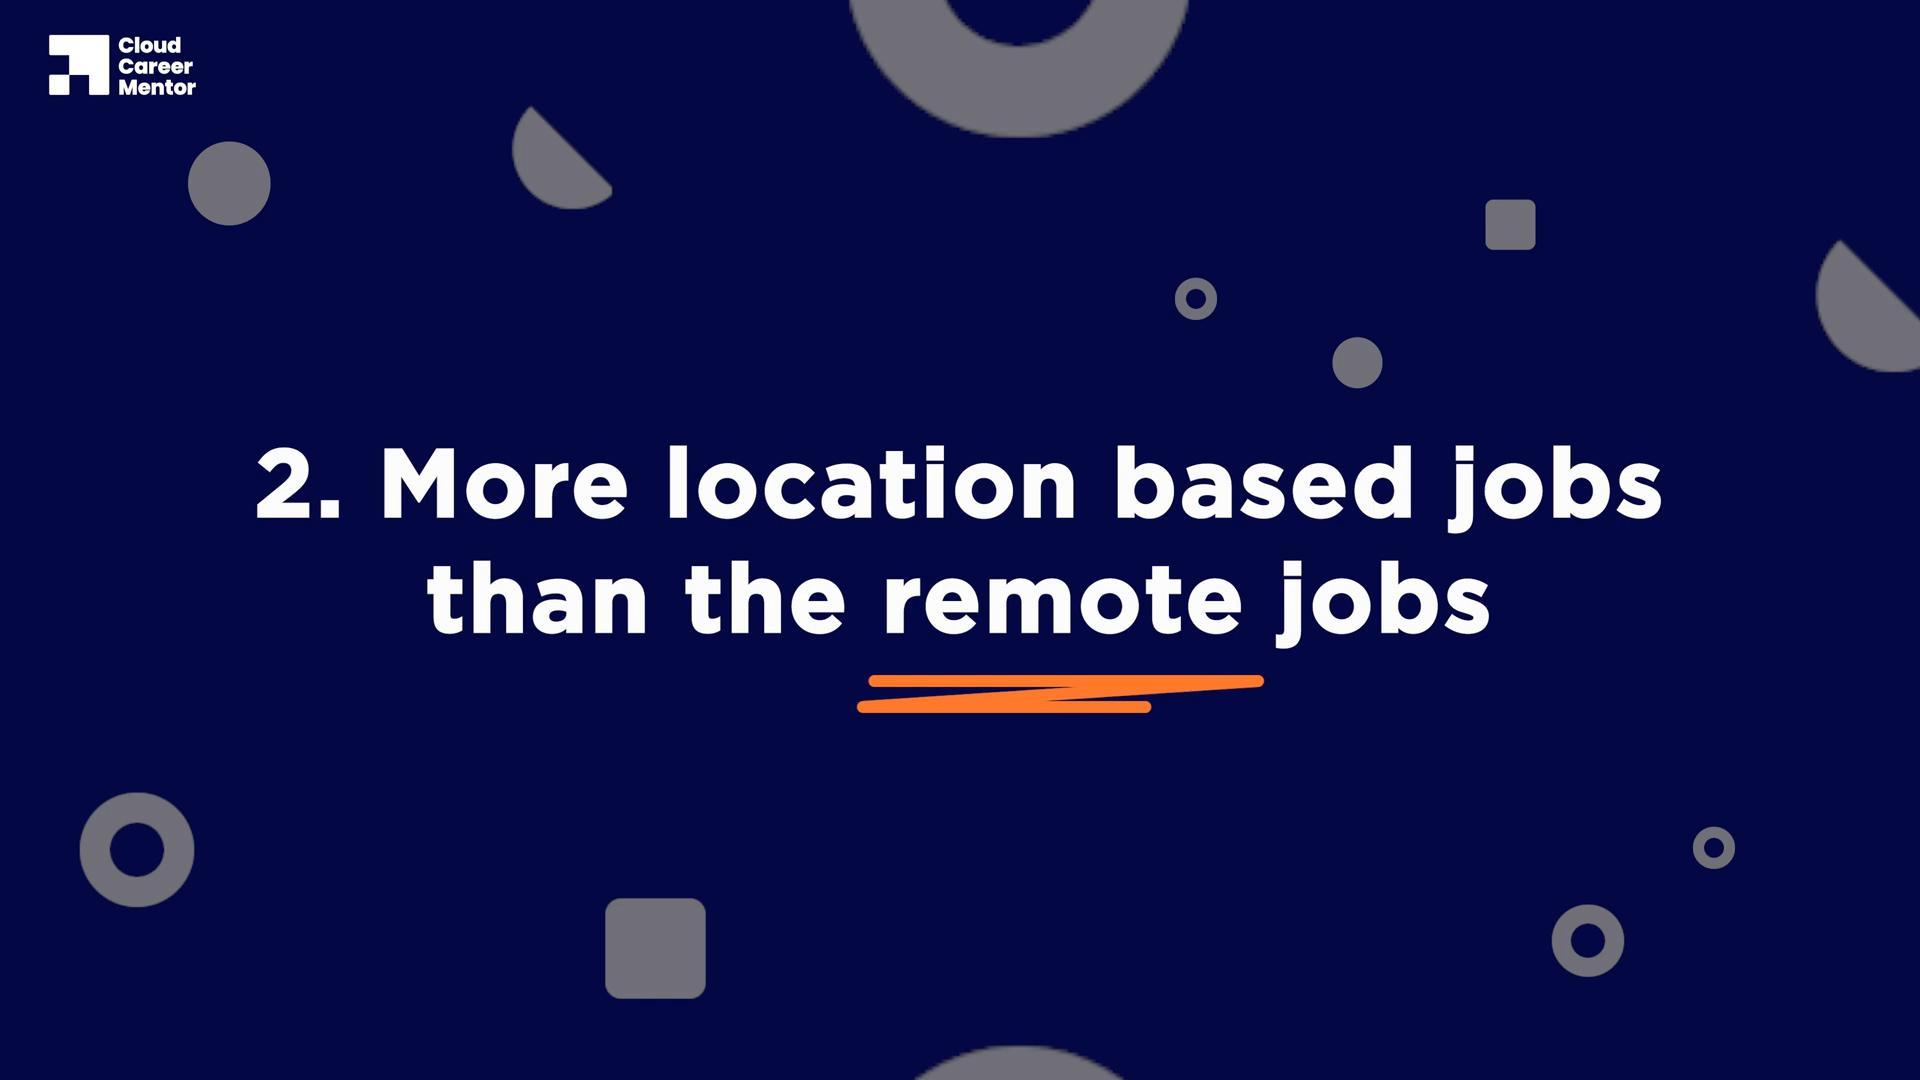 Cloud
Career
Mentor
2. More location based jobs
than the remote jobs